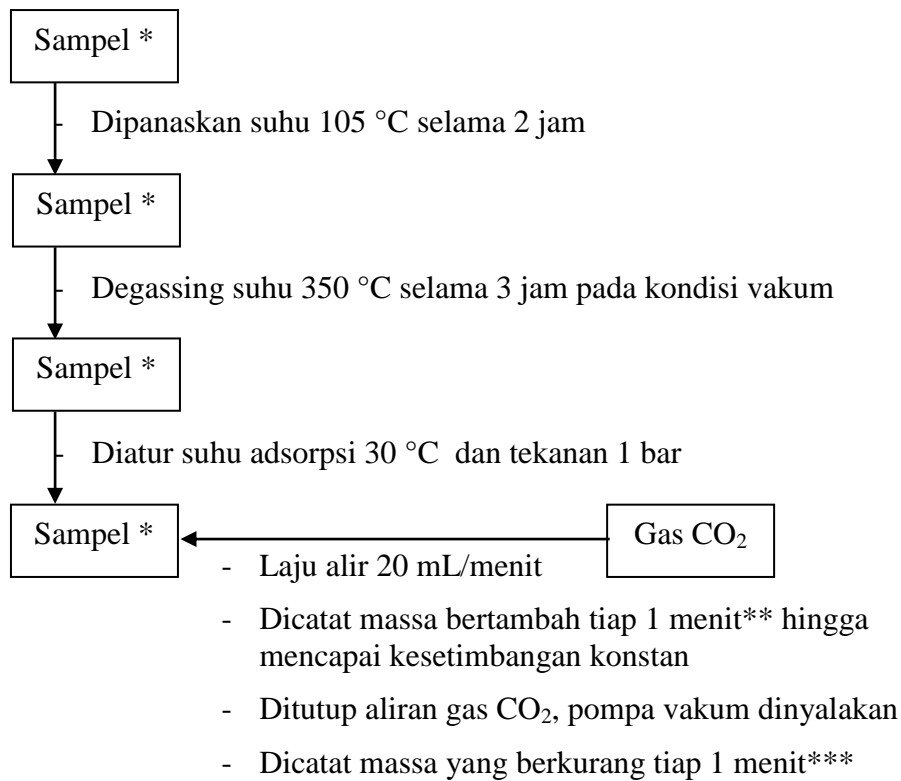 Sampel *
- Dipanaskan suhu 105 °C selama 2 jam
Sampel *
- Degassing suhu 350 °C selama 3 jam pada kondisi vakum
Sampel *
- Diatur suhu adsorpsi 30 °C dan tekanan 1 bar
Sampel *
Gas CO₂
- Laju alir 20 mL/menit
- Dicatat massa bertambah tiap 1 menit** hingga
mencapai kesetimbangan konstan
- Ditutup aliran gas CO₂, pompa vakum dinyalakan
- Dicatat massa yang berkurang tiap 1 menit***